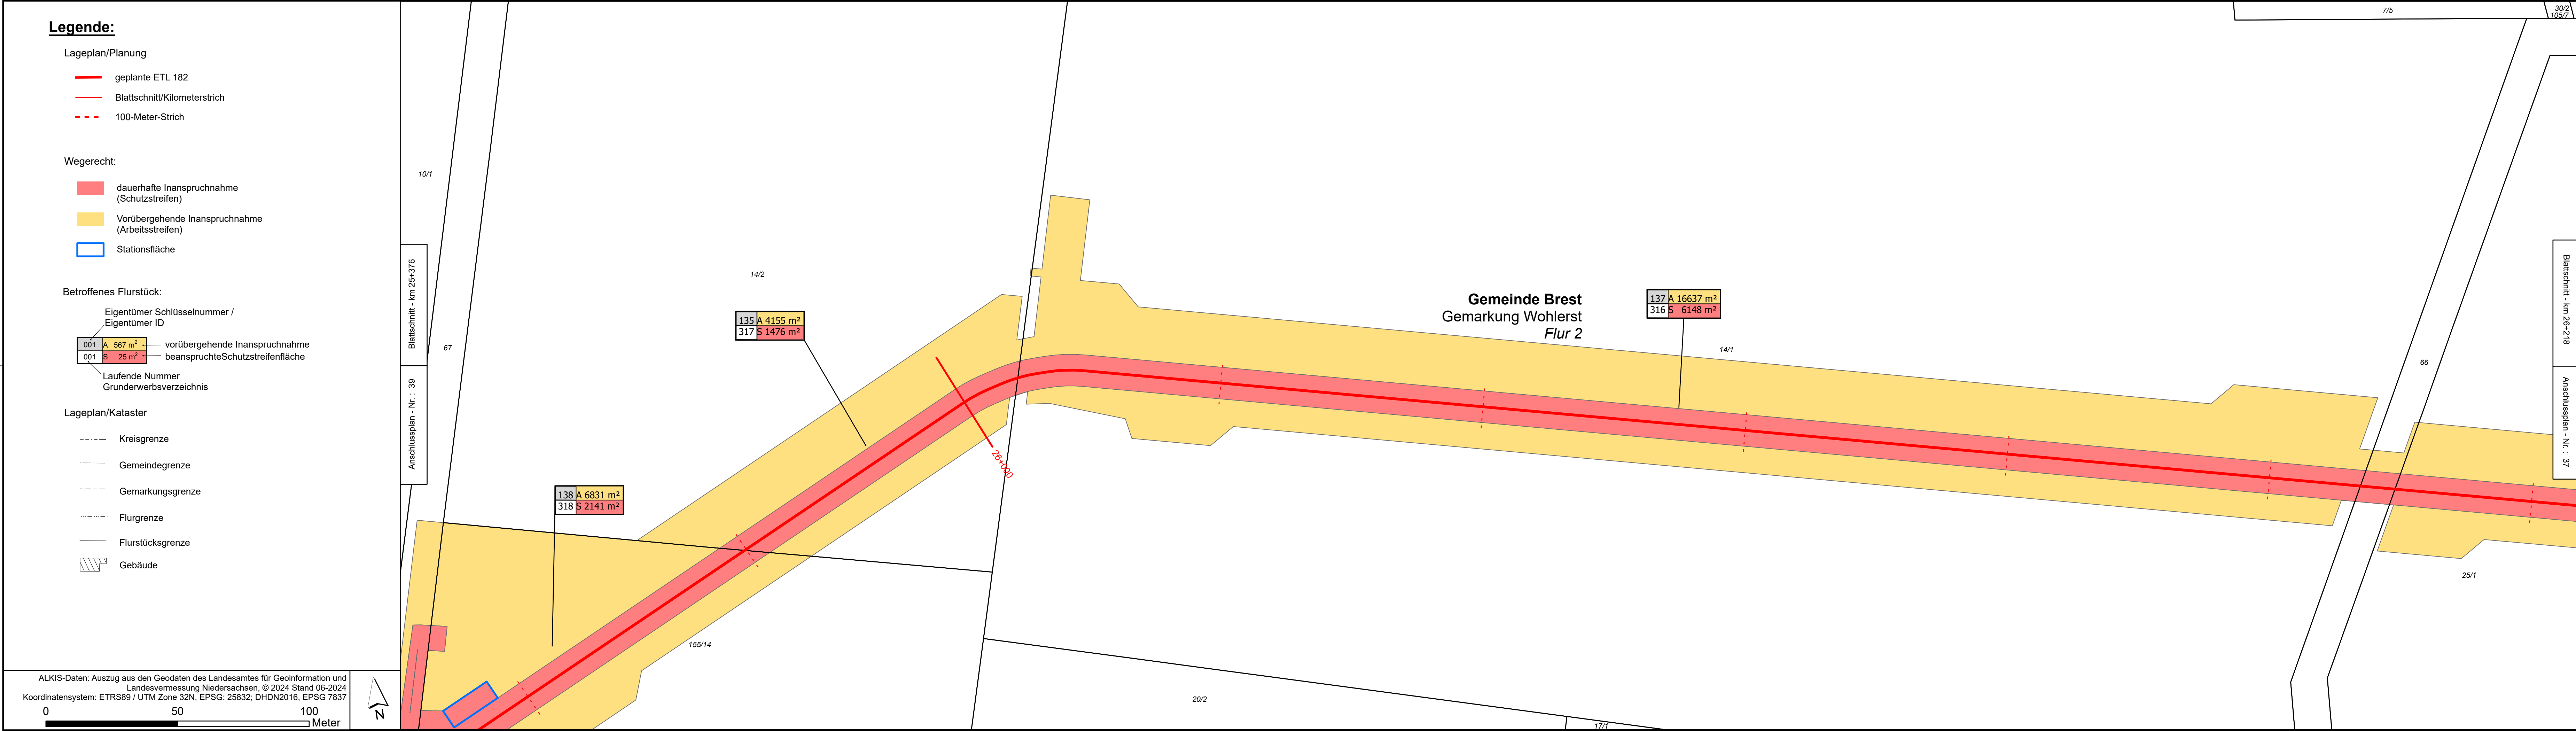 Legende:
Lageplan/Planung
geplante ETL 182
Blattschnitt/Kilometerstrich
100-Meter-Strich
Wegerecht:
dauerhafte Inanspruchnahme
(Schutzstreifen)
Vorübergehende Inanspruchnahme
(Arbeitsstreifen)
Stationsfläche
Betroffenes Flurstück:
Eigentümer Schlüsselnummer /
Eigentümer ID
001 A 567 m² vorübergehende Inanspruchnahme
001 S 25 m² beanspruchteSchutzstreifenfläche
Laufende Nummer
Grunderwerbsverzeichnis
Lageplan/Kataster
Kreisgrenze
Gemeindegrenze
Gemarkungsgrenze
Flurgrenze
Flurstücksgrenze
Gebäude
ALKIS-Daten: Auszug aus den Geodaten des Landesamtes für Geoinformation und
Landesvermessung Niedersachsen, © 2024 Stand 06-2024
Koordinatensystem: ETRS89 / UTM Zone 32N, EPSG: 25832; DHDN2016, EPSG 7837
0 50 100
Meter
N
Blattschnitt - km 25+376
Anschlussplan - Nr. : 39
10/1
67
14/2
135 A 4155 m²
317 S 1476 m²
138 A 6831 m²
318 S 2141 m²
155/14
26+000
20/2
17/1
Gemeinde Brest
Gemarkung Wohlerst
Flur 2
137 A 16637 m²
316 S 6148 m²
14/1
7/5
30/2
105/7
66
25/1
Blattschnitt - km 26+218
Anschlussplan - Nr. : 37